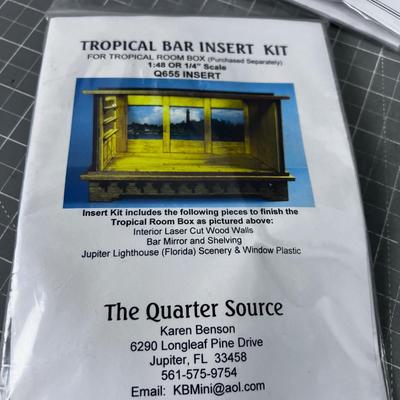 TROPICAL BAR INSERT KIT
FOR TROPICAL ROOM BOX (Purchased Separately)
1:48 OR 1/4" Scale
Q655 INSERT
Insert Kit includes the following pieces to finish the
Tropical Room Box as pictured above:
Interior Laser Cut Wood Walls
Bar Mirror and Shelving
Jupiter Lighthouse (Florida) Scenery & Window Plastic
The Quarter Source
Karen Benson
6290 Longleaf Pine Drive
Jupiter, FL 33458
561-575-9754
Email: KBMini@aol.com